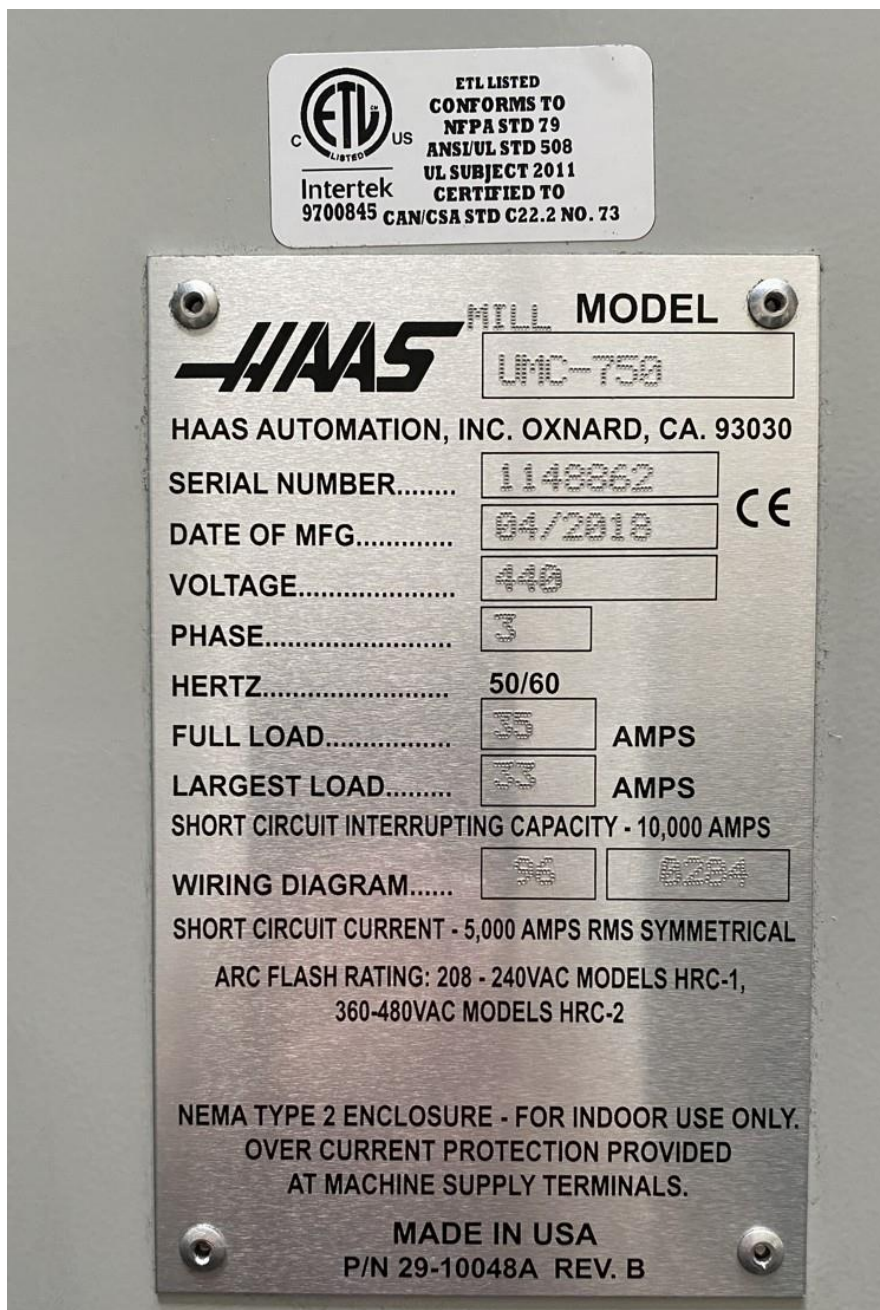 ETL LISTED
CONFORMS TO
NFPA STD 79
ANSI/UL STD 508
UL SUBJECT 2011
CERTIFIED TO
CAN/CSA STD C22.2 NO. 73
C ETL CM US
LISTED
Intertek
9700845
HAAS MILL MODEL
UMC-750
HAAS AUTOMATION, INC. OXNARD, CA. 93030
SERIAL NUMBER........ 1148862
CE
DATE OF MFG............. 04/2018
VOLTAGE...................... 440
PHASE.......................... 3
HERTZ.......................... 50/60
FULL LOAD................. 35 AMPS
LARGEST LOAD......... 33 AMPS
SHORT CIRCUIT INTERRUPTING CAPACITY - 10,000 AMPS
WIRING DIAGRAM...... 96 0284
SHORT CIRCUIT CURRENT - 5,000 AMPS RMS SYMMETRICAL
ARC FLASH RATING: 208 - 240VAC MODELS HRC-1,
360-480VAC MODELS HRC-2
NEMA TYPE 2 ENCLOSURE - FOR INDOOR USE ONLY.
OVER CURRENT PROTECTION PROVIDED
AT MACHINE SUPPLY TERMINALS.
MADE IN USA
P/N 29-10048A REV. B